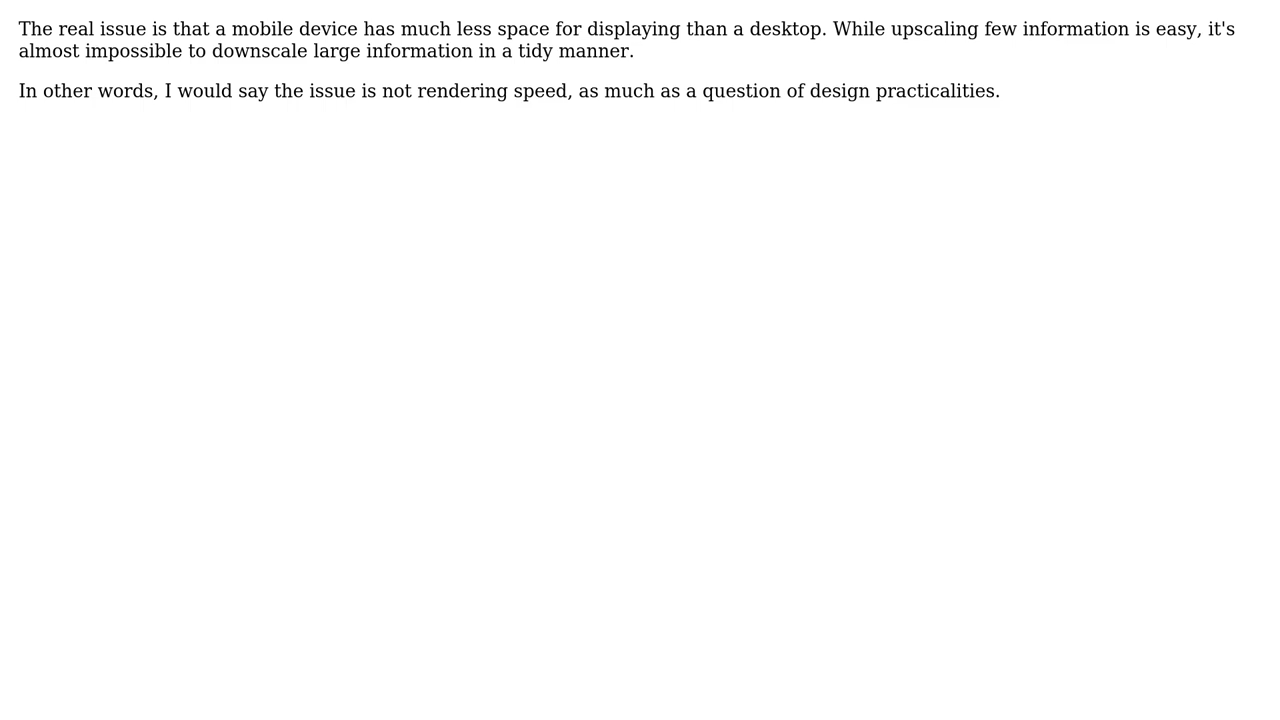 The real issue is that a mobile device has much less space for displaying than a desktop. While upscaling few information is easy, it's
almost impossible to downscale large information in a tidy manner.
In other words, I would say the issue is not rendering speed, as much as a question of design practicalities.